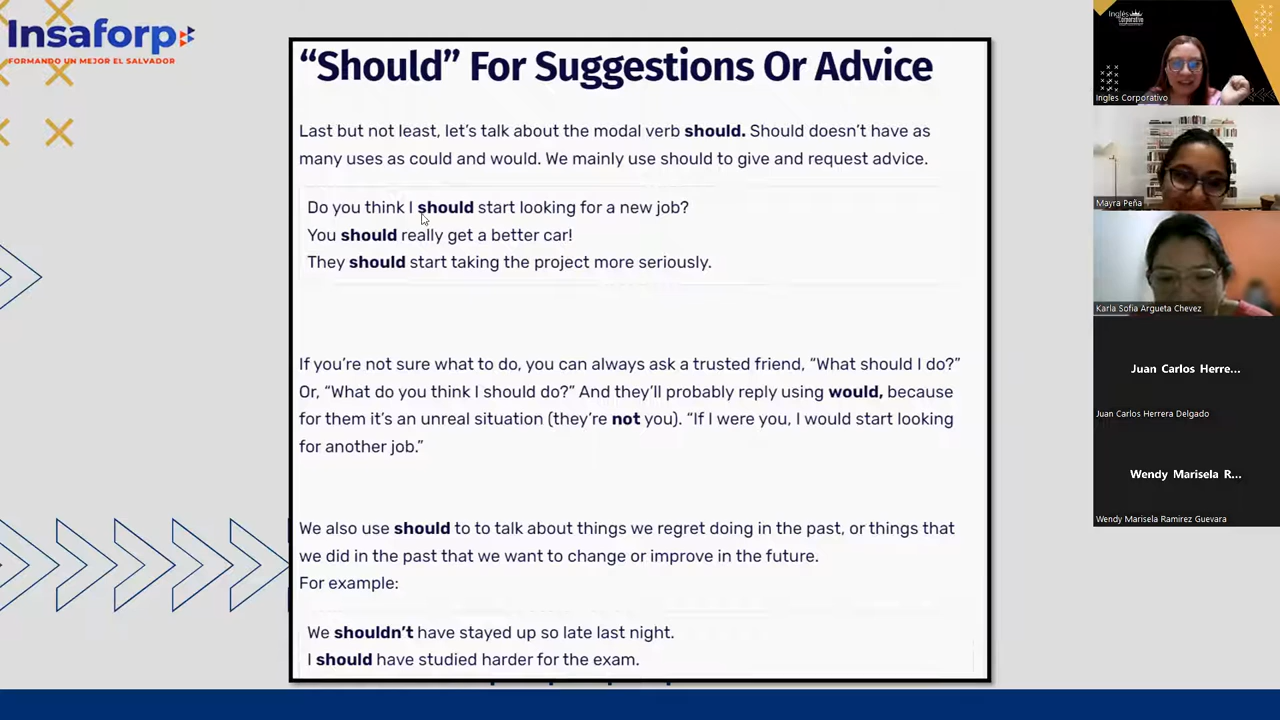 Insaforp
FORMANDO UN MEJOR EL SALVADOR
“Should” For Suggestions Or Advice
Last but not least, let’s talk about the modal verb should. Should doesn’t have as
many uses as could and would. We mainly use should to give and request advice.
Do you think I should start looking for a new job?
You should really get a better car!
They should start taking the project more seriously.
If you’re not sure what to do, you can always ask a trusted friend, “What should I do?”
Or, “What do you think I should do?” And they’ll probably reply using would, because
for them it’s an unreal situation (they’re not you). “If I were you, I would start looking
for another job.”
We also use should to to talk about things we regret doing in the past, or things that
we did in the past that we want to change or improve in the future.
For example:
We shouldn’t have stayed up so late last night.
I should have studied harder for the exam.
Inglés
Corporativo
Ingles Corporativo
Mayra Peña
Karla Sofia Argueta Chevez
Juan Carlos Herre...
Juan Carlos Herrera Delgado
Wendy Marisela R...
Wendy Marisela Ramirez Guevara